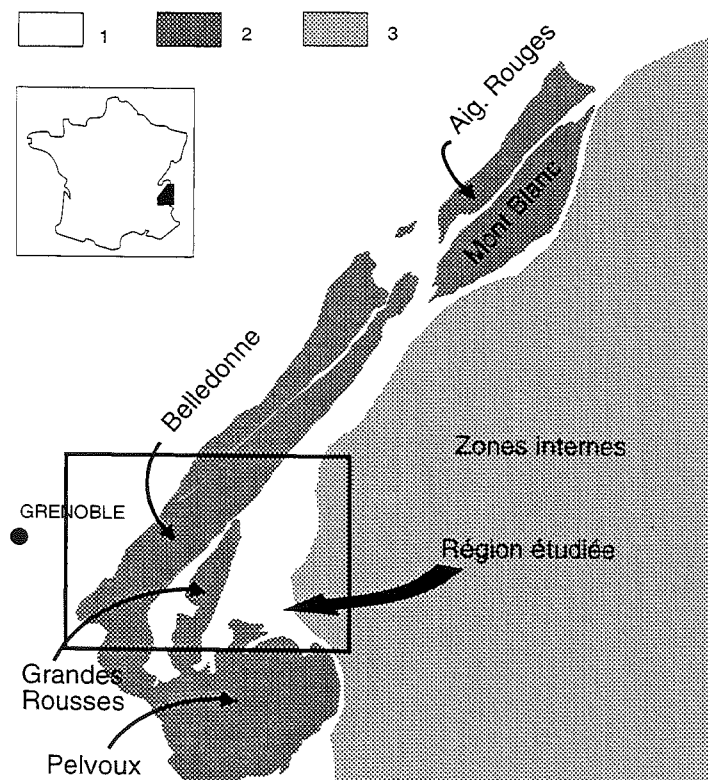 1 2 3
Aig. Rouges
Mont Blanc
Belledonne
Zones internes
GRENOBLE
Région étudiée
Grandes
Rousses
Pelvoux